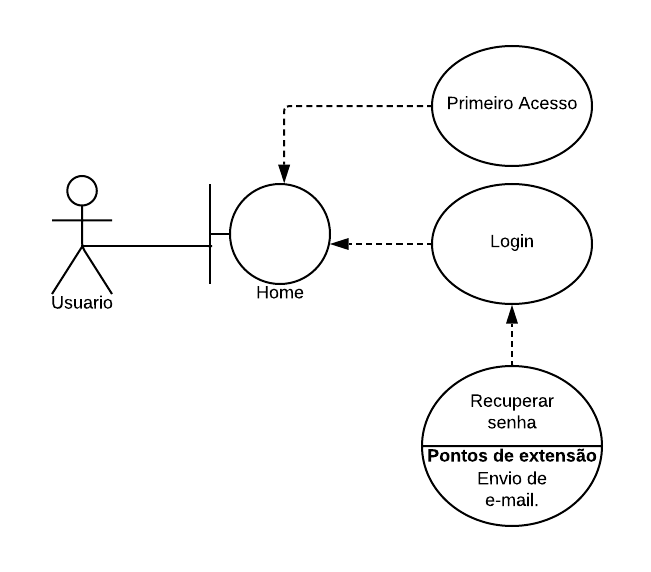 Primeiro Acesso
Login
Usuario
Home
Recuperar
senha
Pontos de extensão
Envio de
e-mail.